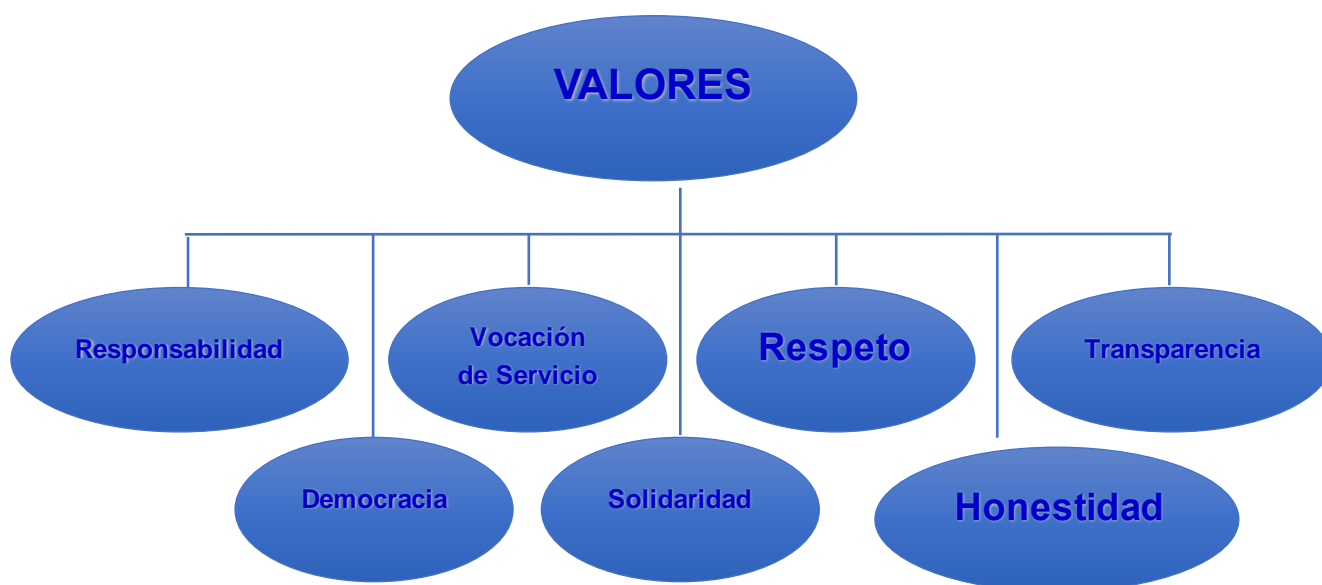 VALORES
Responsabilidad
Vocación
de Servicio
Respeto
Transparencia
Democracia
Solidaridad
Honestidad